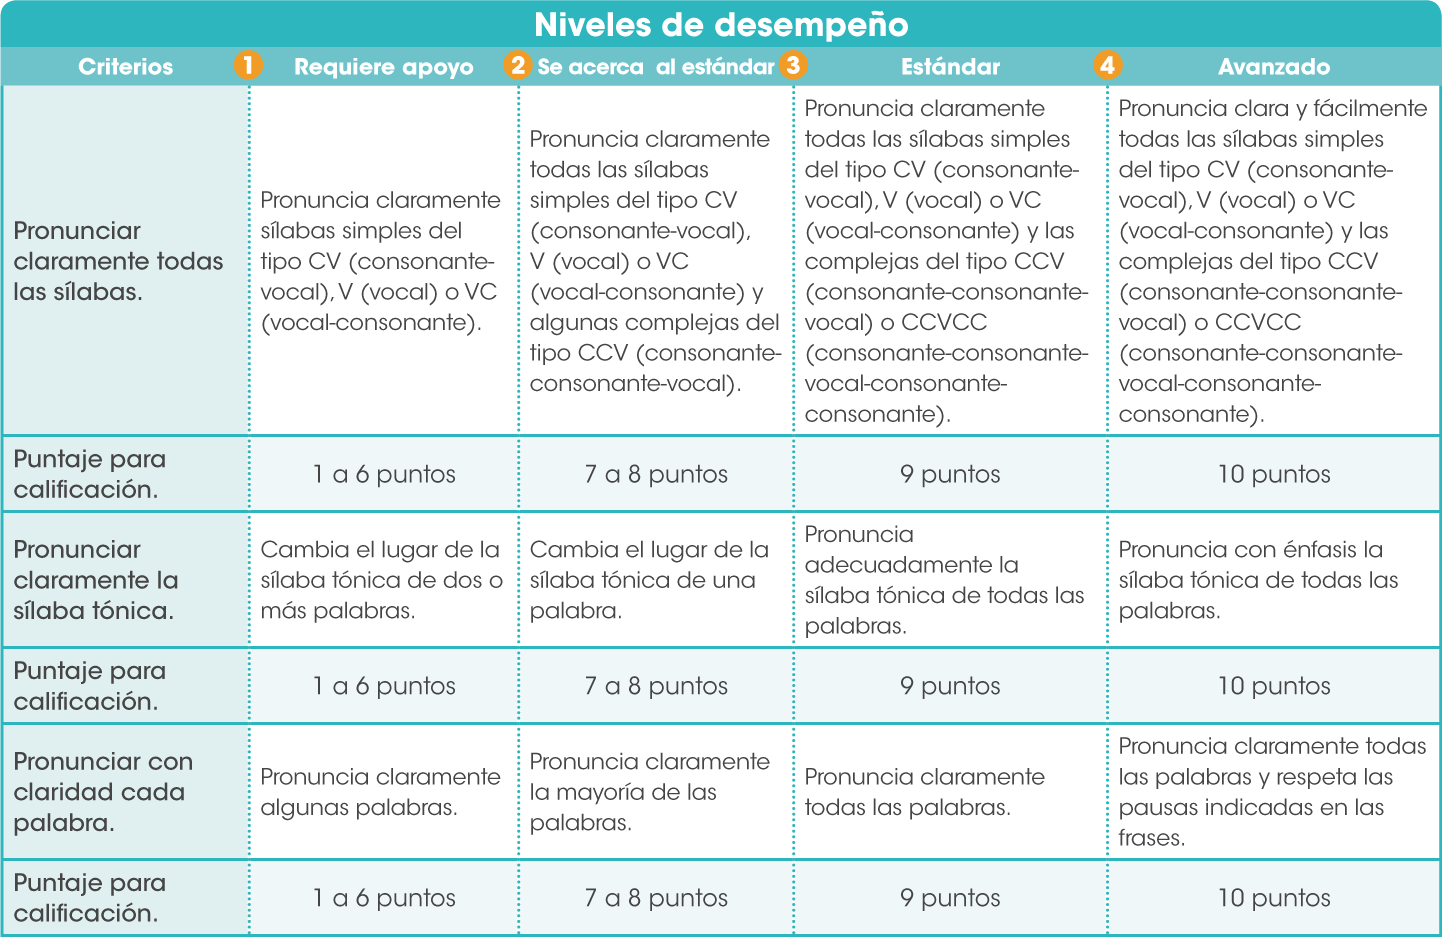 Niveles de desempeño
Criterios 1 Requiere apoyo 2 Se acerca al estándar 3 Estándar 4 Avanzado
Pronunciar
claramente todas
las sílabas.
Pronuncia claramente
sílabas simples del
tipo CV (consonante-
vocal), V (vocal) o VC
(vocal-consonante).
Pronuncia claramente
todas las sílabas
simples del tipo CV
(consonante-vocal),
V (vocal) o VC
(vocal-consonante) y
algunas complejas del
tipo CCV (consonante-
consonante-vocal).
Pronuncia claramente
todas las sílabas simples
del tipo CV (consonante-
vocal), V (vocal) o VC
(vocal-consonante) y las
complejas del tipo CCV
(consonante-consonante-
vocal) o CCVCC
(consonante-consonante-
vocal-consonante-
consonante).
Pronuncia clara y fácilmente
todas las sílabas simples
del tipo CV (consonante-
vocal), V (vocal) o VC
(vocal-consonante) y las
complejas del tipo CCV
(consonante-consonante-
vocal) o CCVCC
(consonante-consonante-
vocal-consonante-
consonante).
Puntaje para
calificación.
1 a 6 puntos
7 a 8 puntos
9 puntos
10 puntos
Pronunciar
claramente la
sílaba tónica.
Cambia el lugar de la
sílaba tónica de dos o
más palabras.
Cambia el lugar de la
sílaba tónica de una
palabra.
Pronuncia
adecuadamente la
sílaba tónica de todas las
palabras.
Pronuncia con énfasis la
sílaba tónica de todas las
palabras.
Puntaje para
calificación.
1 a 6 puntos
7 a 8 puntos
9 puntos
10 puntos
Pronunciar con
claridad cada
palabra.
Pronuncia claramente
algunas palabras.
Pronuncia claramente
la mayoría de las
palabras.
Pronuncia claramente
todas las palabras.
Pronuncia claramente todas
las palabras y respeta las
pausas indicadas en las
frases.
Puntaje para
calificación.
1 a 6 puntos
7 a 8 puntos
9 puntos
10 puntos